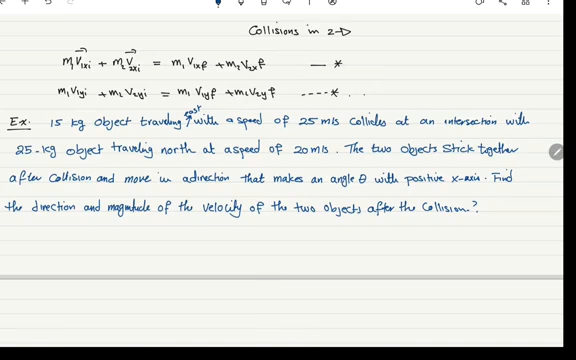 Collisions in 2-D
m₁V₁xi + m₂V₂xi = m₁V₁xf + m₂V₂xf — *
m₁V₁yi + m₂V₂yi = m₁V₁yf + m₂V₂yf ----*
Ex: 15 kg object traveling east with a speed of 25 m/s collides at an intersection with
25-kg object traveling north at a speed of 20 m/s. The two objects stick together
after collision and move in a direction that makes an angle θ with positive x-axis. Find
the direction and magnitude of the velocity of the two objects after the collision?